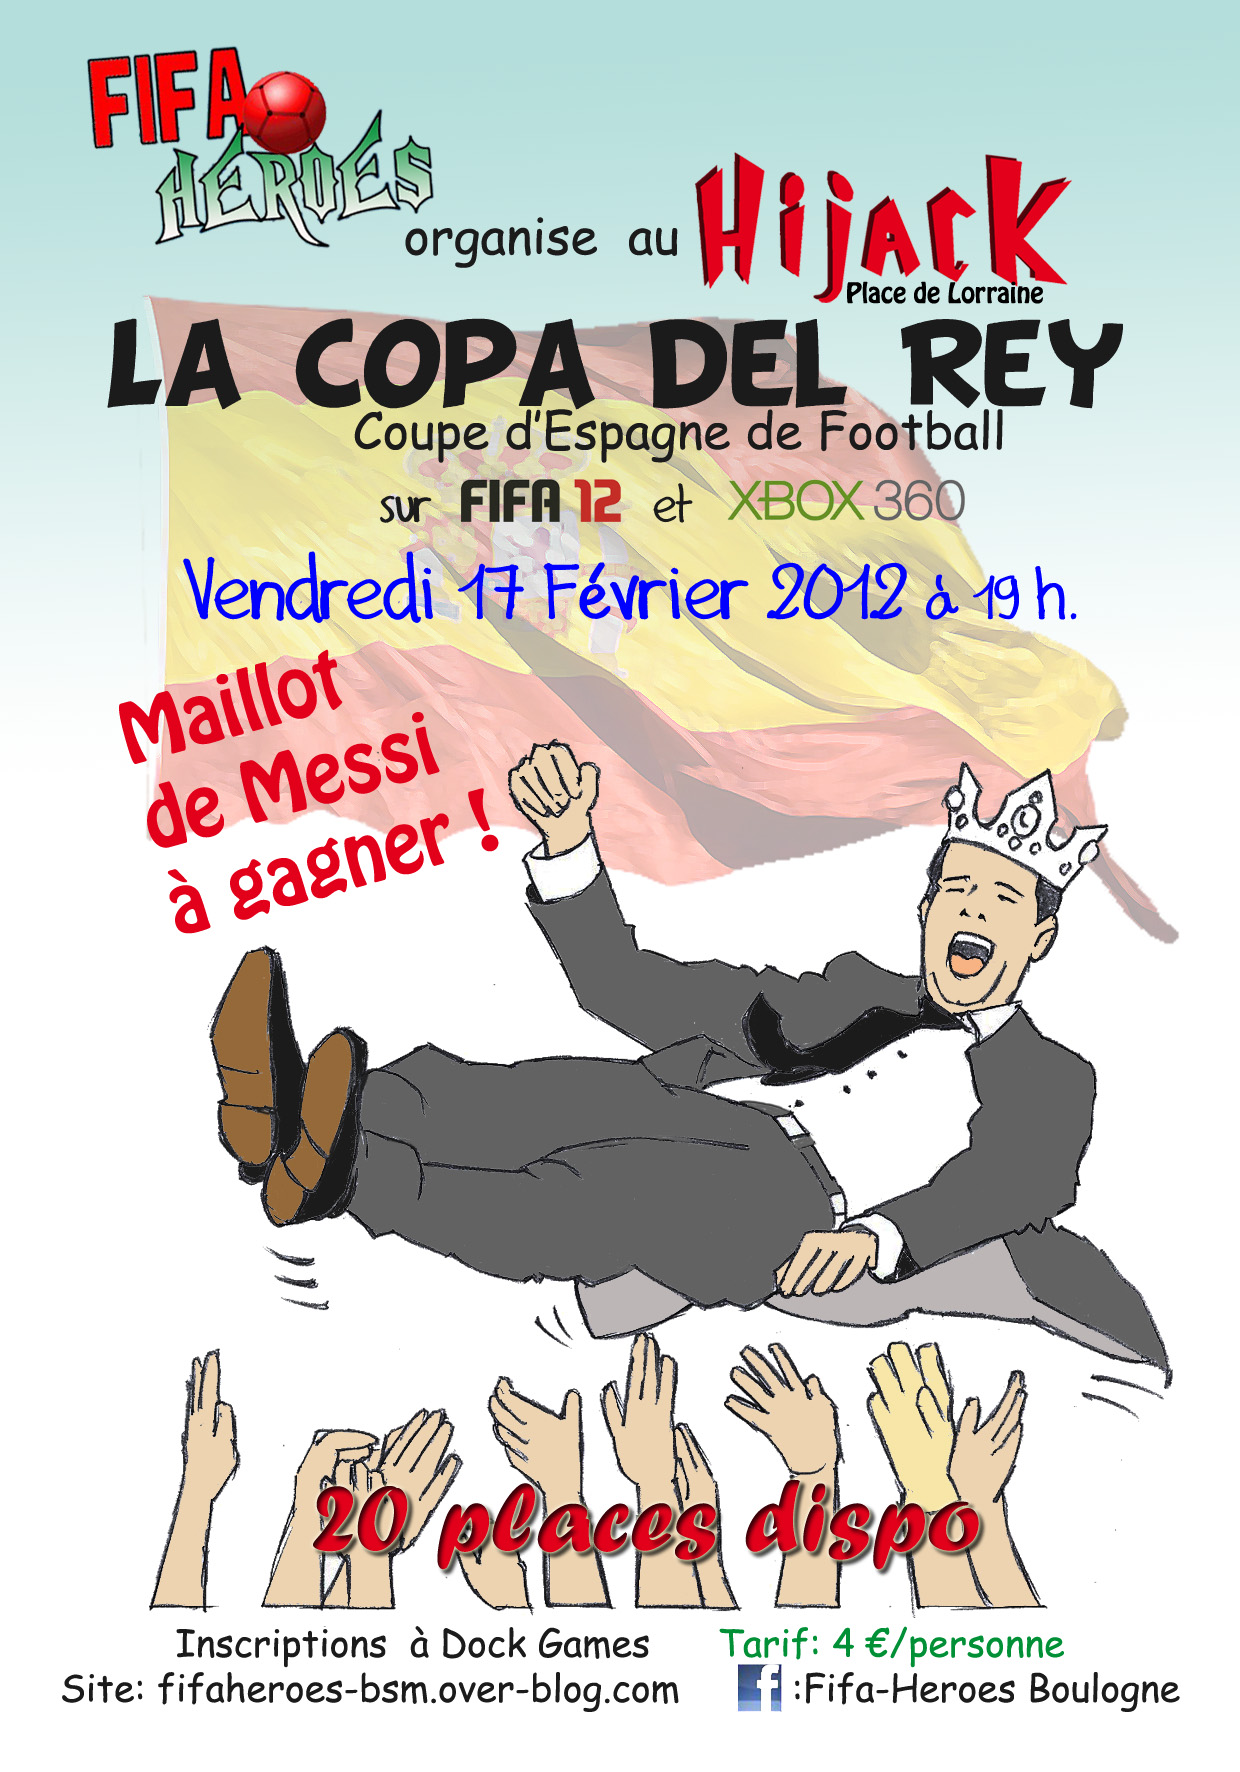 FIFA
HÉROÉS
organise au HijacK
Place de Lorraine
LA COPA DEL REY
Coupe d'Espagne de Football
sur FIFA 12 et XBOX 360
Vendredi 17 Février 2012 à 19 h.
Maillot
de Messi
à gagner !
20 places dispo
Inscriptions à Dock Games Tarif: 4 €/personne
Site: fifaheroes-bsm.over-blog.com f :Fifa-Heroes Boulogne